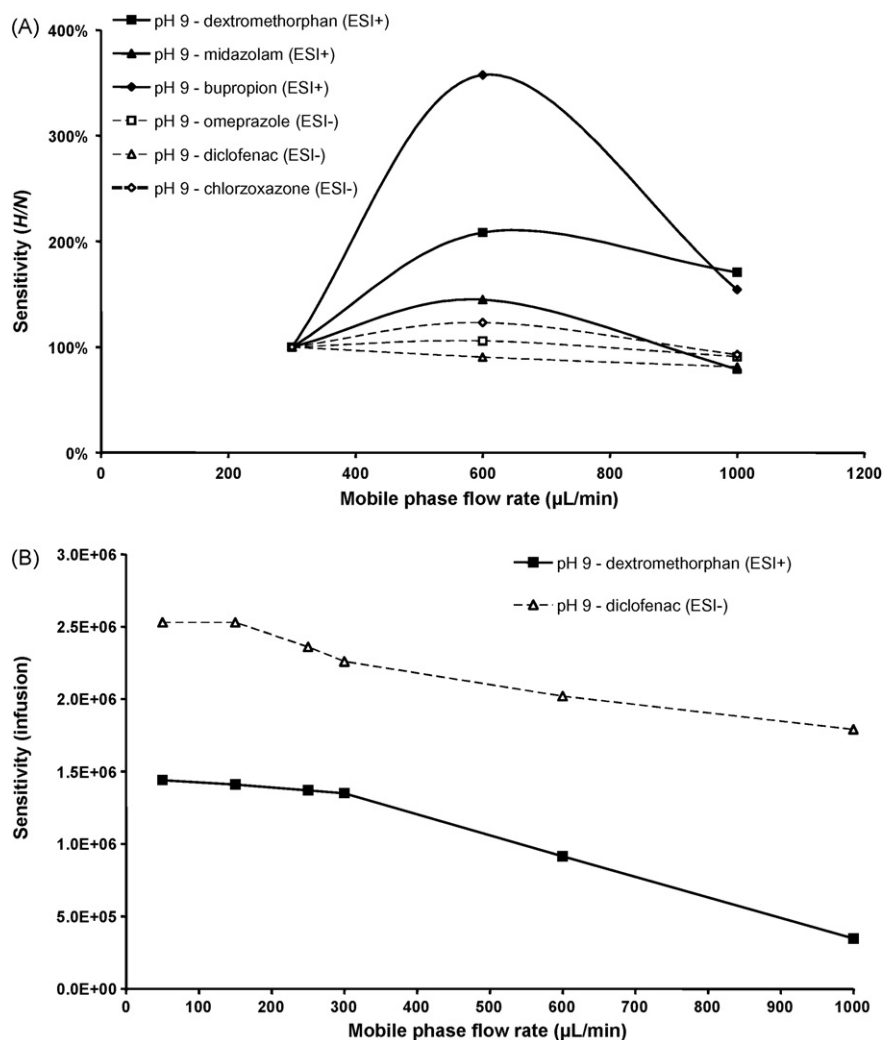 (A)
pH 9 - dextromethorphan (ESI+)
pH 9 - midazolam (ESI+)
pH 9 - bupropion (ESI+)
pH 9 - omeprazole (ESI-)
pH 9 - diclofenac (ESI-)
pH 9 - chlorzoxazone (ESI-)
400%
300%
200%
100%
0%
Sensitivity (H/N)
0 200 400 600 800 1000 1200
Mobile phase flow rate (µL/min)
(B)
pH 9 - dextromethorphan (ESI+)
pH 9 - diclofenac (ESI-)
3.0E+06
2.5E+06
2.0E+06
1.5E+06
1.0E+06
5.0E+05
0.0E+00
Sensitivity (infusion)
0 100 200 300 400 500 600 700 800 900 1000
Mobile phase flow rate (µL/min)